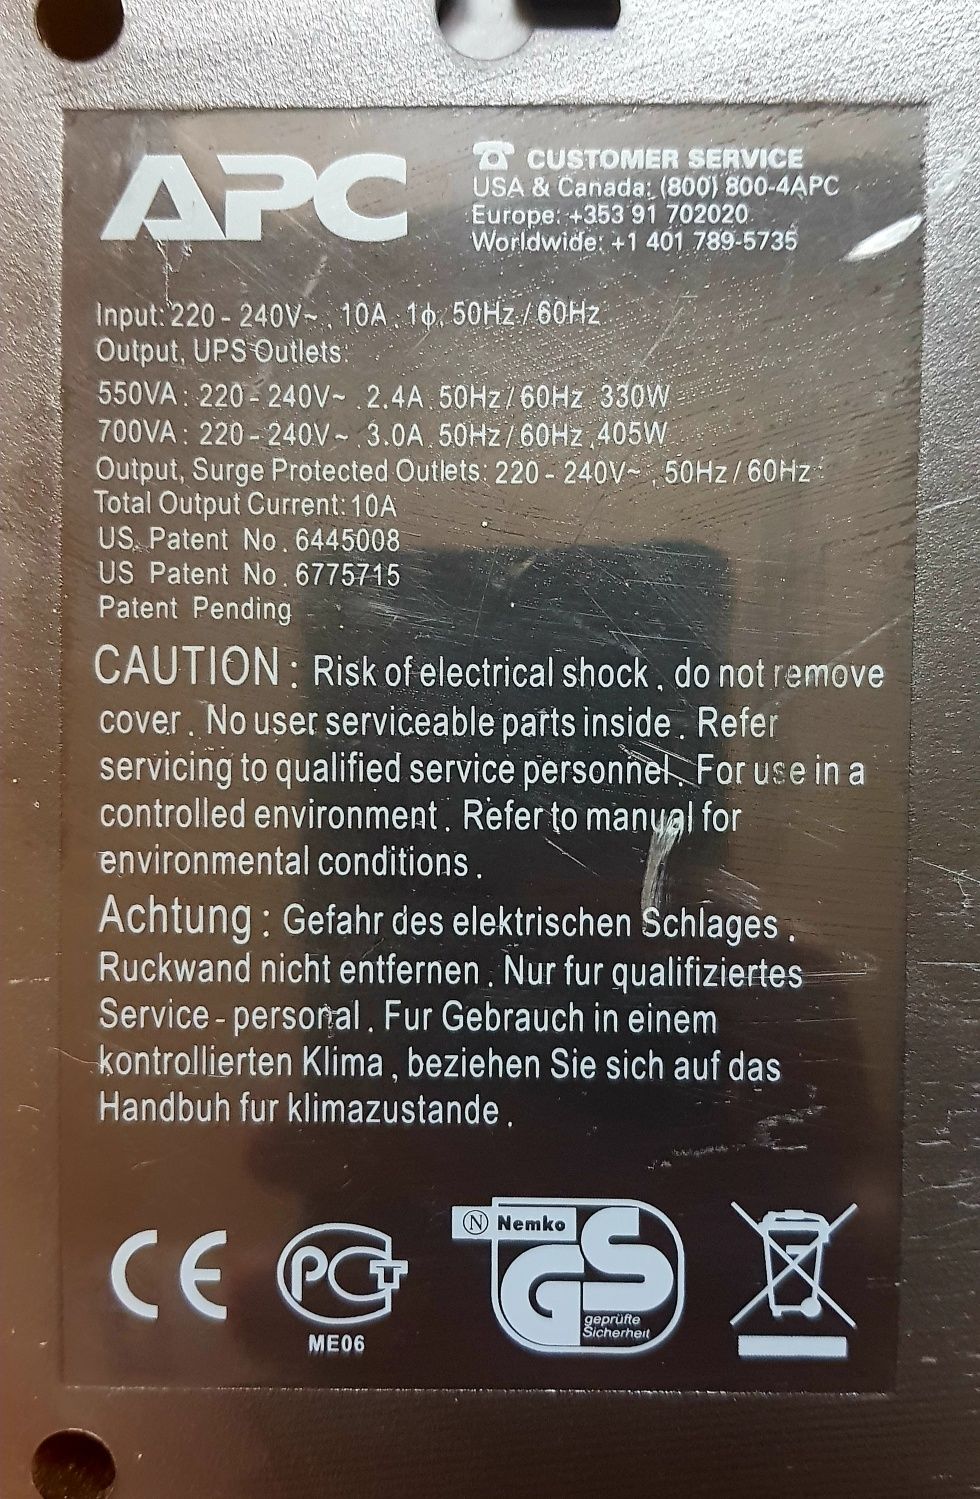 APC
CUSTOMER SERVICE
USA & Canada: (800) 800-4APC
Europe: +353 91 702020
Worldwide: +1 401 789-5735
Input: 220 - 240V~, 10A, 1ϕ, 50Hz / 60Hz
Output, UPS Outlets:
550VA: 220 - 240V~, 2.4A, 50Hz / 60Hz, 330W
700VA: 220 - 240V~, 3.0A, 50Hz / 60Hz, 405W
Output, Surge Protected Outlets: 220 - 240V~, 50Hz / 60Hz;
Total Output Current: 10A
US Patent No. 6445008
US Patent No. 6775715
Patent Pending
CAUTION: Risk of electrical shock, do not remove
cover. No user serviceable parts inside. Refer
servicing to qualified service personnel. For use in a
controlled environment. Refer to manual for
environmental conditions.
Achtung: Gefahr des elektrischen Schlages.
Ruckwand nicht entfernen. Nur fur qualifiziertes
Service - personal. Fur Gebrauch in einem
kontrollierten Klima, beziehen Sie sich auf das
Handbuh fur klimazustande.
CE
PCT
ME06
N Nemko
GS
geprüfte
Sicherheit